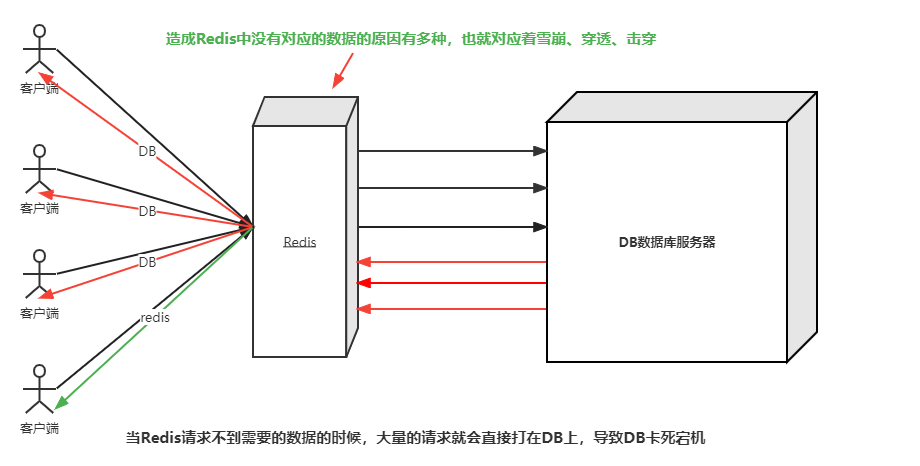 造成Redis中没有对应的数据的原因有多种，也就对应着雪崩、穿透、击穿
客户端
DB
客户端
DB
Redis
DB数据库服务器
DB
客户端
redis
客户端
当Redis请求不到需要的数据的时候，大量的请求就会直接打在DB上，导致DB卡死宕机